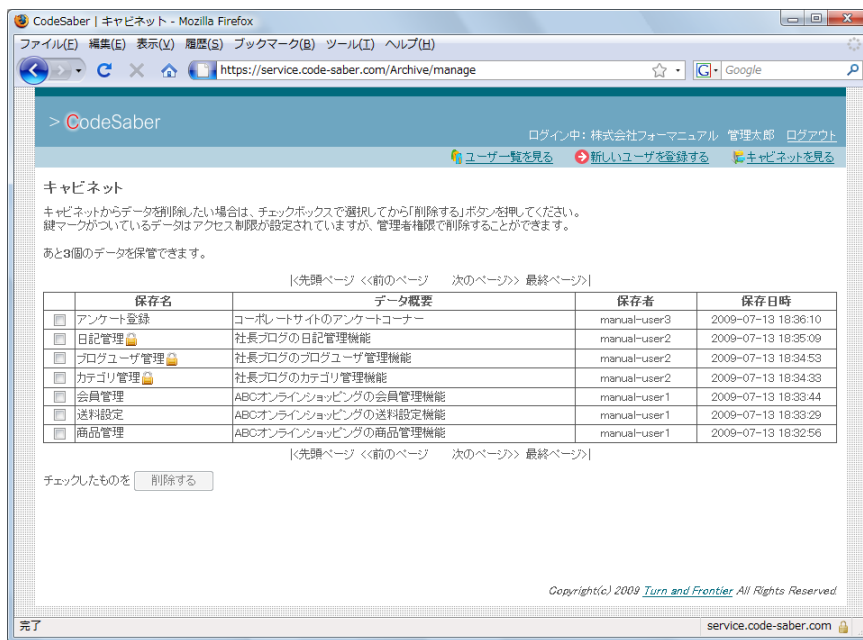 CodeSaber | キャビネット - Mozilla Firefox
ファイル(F) 編集(E) 表示(V) 履歴(S) ブックマーク(B) ツール(T) ヘルプ(H)
https://service.code-saber.com/Archive/manage Google
> CodeSaber
ログイン中: 株式会社フォーマニュアル 管理太郎 ログアウト
ユーザ一覧を見る 新しいユーザを登録する キャビネットを見る
キャビネット
キャビネットからデータを削除したい場合は、チェックボックスで選択してから「削除する」ボタンを押してください。
鍵マークがついているデータはアクセス制限が設定されていますが、管理者権限で削除することができます。
あと3個のデータを保管できます。
|<先頭ページ <<前のページ 次のページ>> 最終ページ>|
保存名 データ概要 保存者 保存日時
アンケート登録 コーポレートサイトのアンケートコーナー manual-user3 2009-07-13 18:36:10
日記管理 社長ブログの日記管理機能 manual-user2 2009-07-13 18:35:09
ブログユーザ管理 社長ブログのブログユーザ管理機能 manual-user2 2009-07-13 18:34:53
カテゴリ管理 社長ブログのカテゴリ管理機能 manual-user2 2009-07-13 18:34:33
会員管理 ABCオンラインショッピングの会員管理機能 manual-user1 2009-07-13 18:33:44
送料設定 ABCオンラインショッピングの送料設定機能 manual-user1 2009-07-13 18:33:29
商品管理 ABCオンラインショッピングの商品管理機能 manual-user1 2009-07-13 18:32:56
|<先頭ページ <<前のページ 次のページ>> 最終ページ>|
チェックしたものを 削除する
Copyright(c) 2009 Turn and Frontier All Rights Reserved.
完了 service.code-saber.com